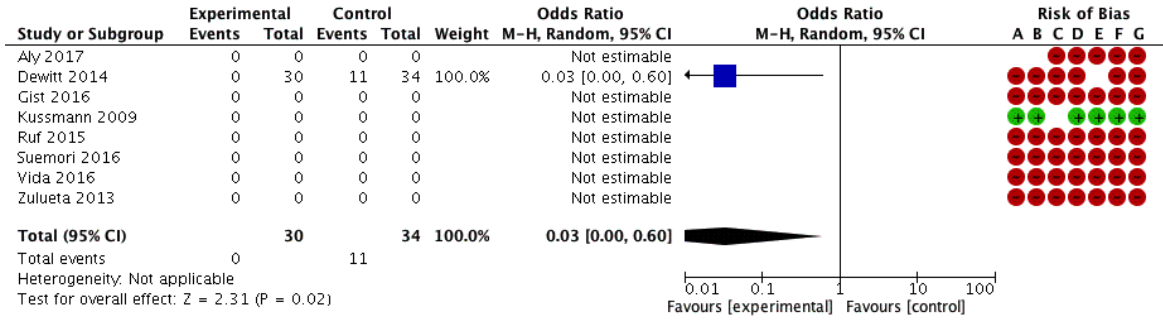 Experimental Control Odds Ratio Odds Ratio Risk of Bias
Study or Subgroup Events Total Events Total Weight M-H, Random, 95% CI M-H, Random, 95% CI A B C D E F G
Aly 2017 0 0 0 0 Not estimable - - - - -
Dewitt 2014 0 30 11 34 100.0% 0.03 [0.00, 0.60] - - - - - -
Gist 2016 0 0 0 0 Not estimable - - - - - - -
Kussmann 2009 0 0 0 0 Not estimable + + + + + +
Ruf 2015 0 0 0 0 Not estimable - - - - - - -
Suemori 2016 0 0 0 0 Not estimable - - - - - - -
Vida 2016 0 0 0 0 Not estimable - - - - - - -
Zulueta 2013 0 0 0 0 Not estimable - - - - - - -
Total (95% CI) 30 34 100.0% 0.03 [0.00, 0.60]
Total events 0 11
Heterogeneity: Not applicable
Test for overall effect: Z = 2.31 (P = 0.02)
0.01 0.1 1 10 100
Favours [experimental] Favours [control]